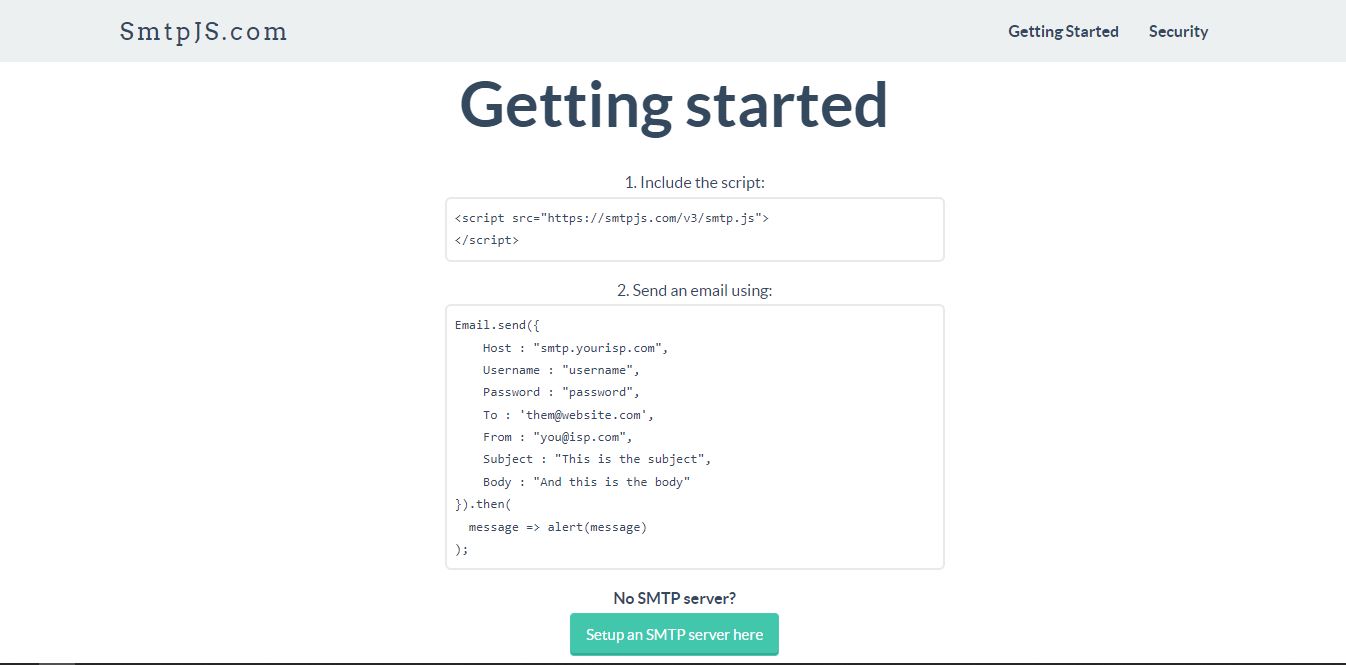 SmtpJS.com
Getting Started
Security
Getting started
1. Include the script:
<script src="https://smtpjs.com/v3/smtp.js">
</script>
2. Send an email using:
Email.send({
    Host : "smtp.yourisp.com",
    Username : "username",
    Password : "password",
    To : 'them@website.com',
    From : "you@isp.com",
    Subject : "This is the subject",
    Body : "And this is the body"
}).then(
  message => alert(message)
);
No SMTP server?
Setup an SMTP server here